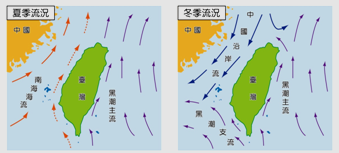 夏季流況
中國
南海海流
臺灣
黑潮主流
冬季流況
中國沿岸流
臺灣
黑潮主流
黑潮支流